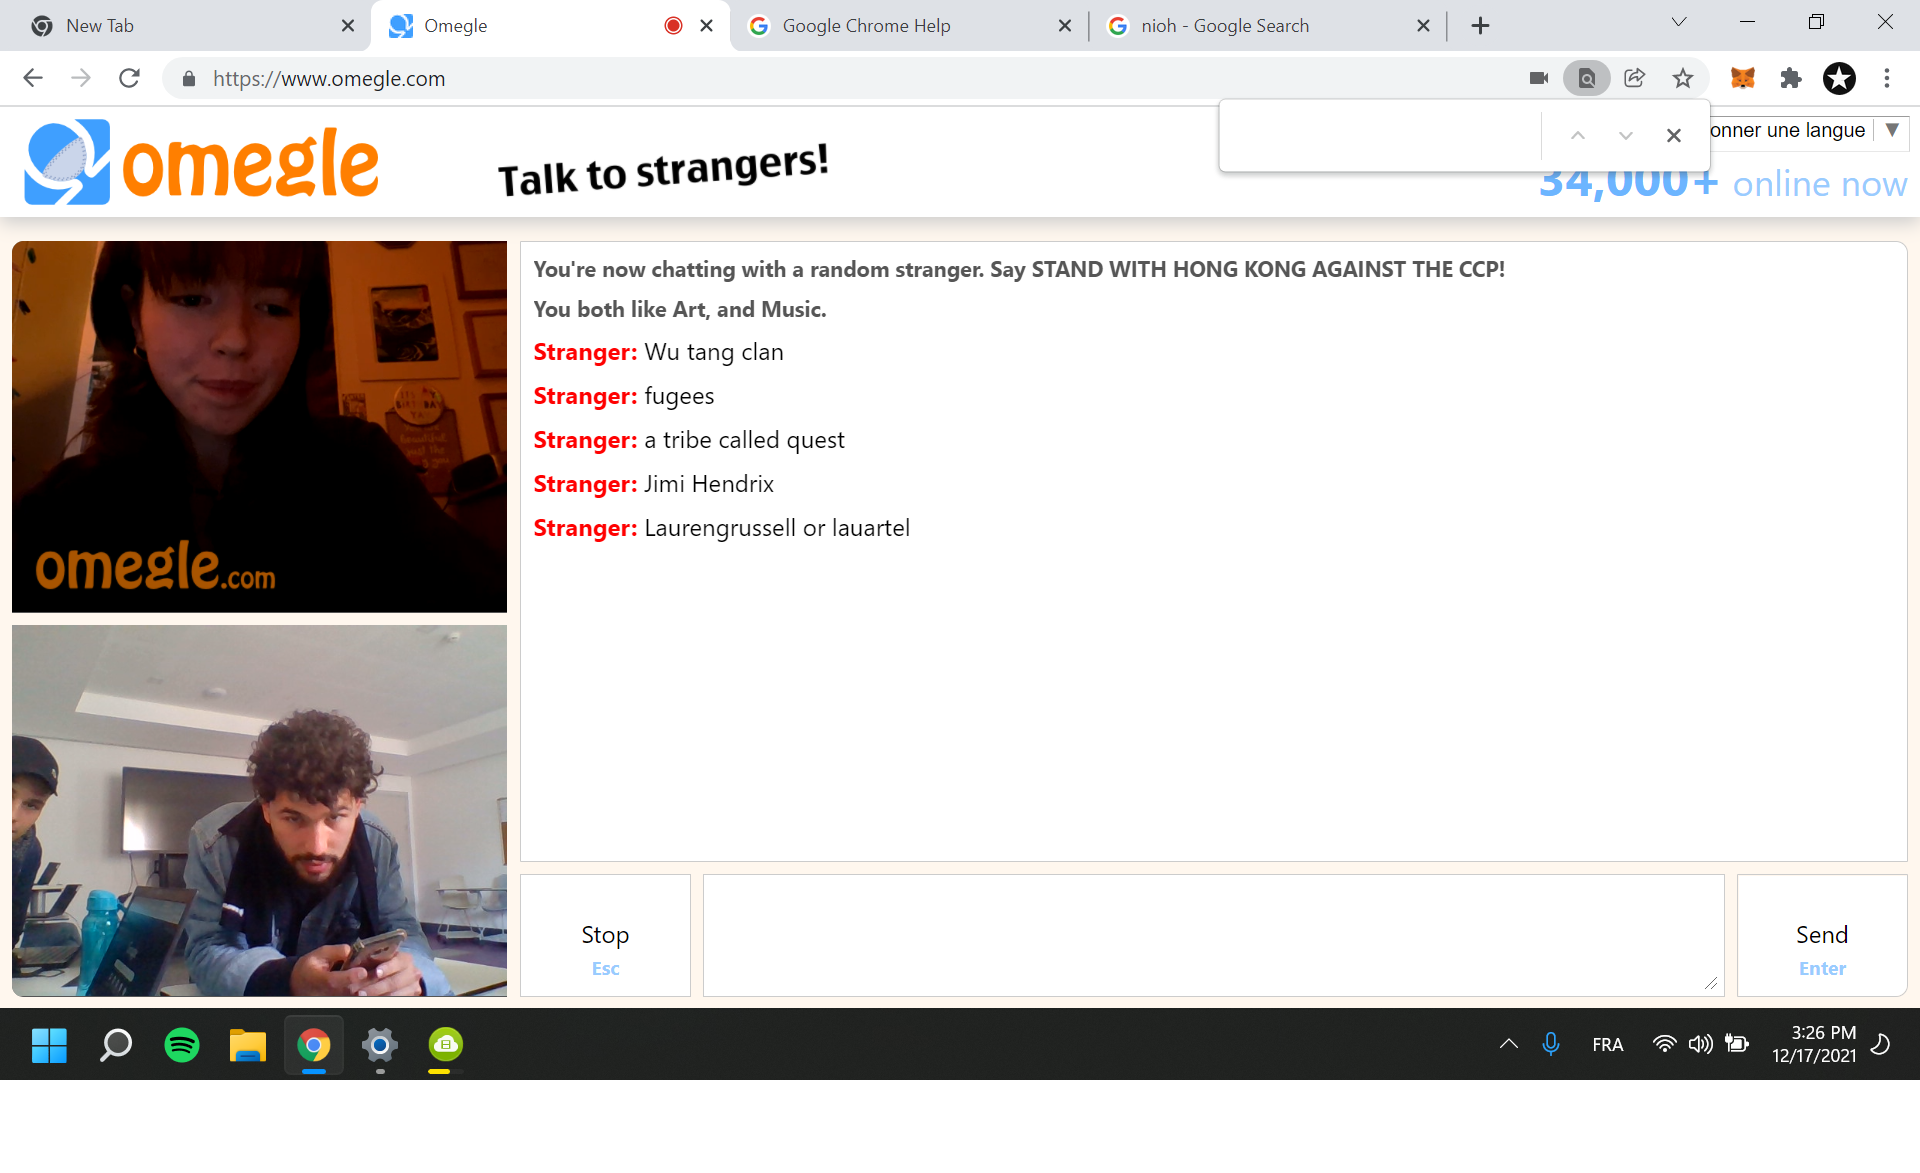 New Tab
Omegle
Google Chrome Help
nioh - Google Search
https://www.omegle.com
omegle
Talk to strangers!
onner une langue
34,000+ online now
You're now chatting with a random stranger. Say STAND WITH HONG KONG AGAINST THE CCP!
You both like Art, and Music.
Stranger: Wu tang clan
Stranger: fugees
Stranger: a tribe called quest
Stranger: Jimi Hendrix
Stranger: Laurengrussell or lauartel
omegle.com
Stop
Esc
Send
Enter
FRA
3:26 PM
12/17/2021